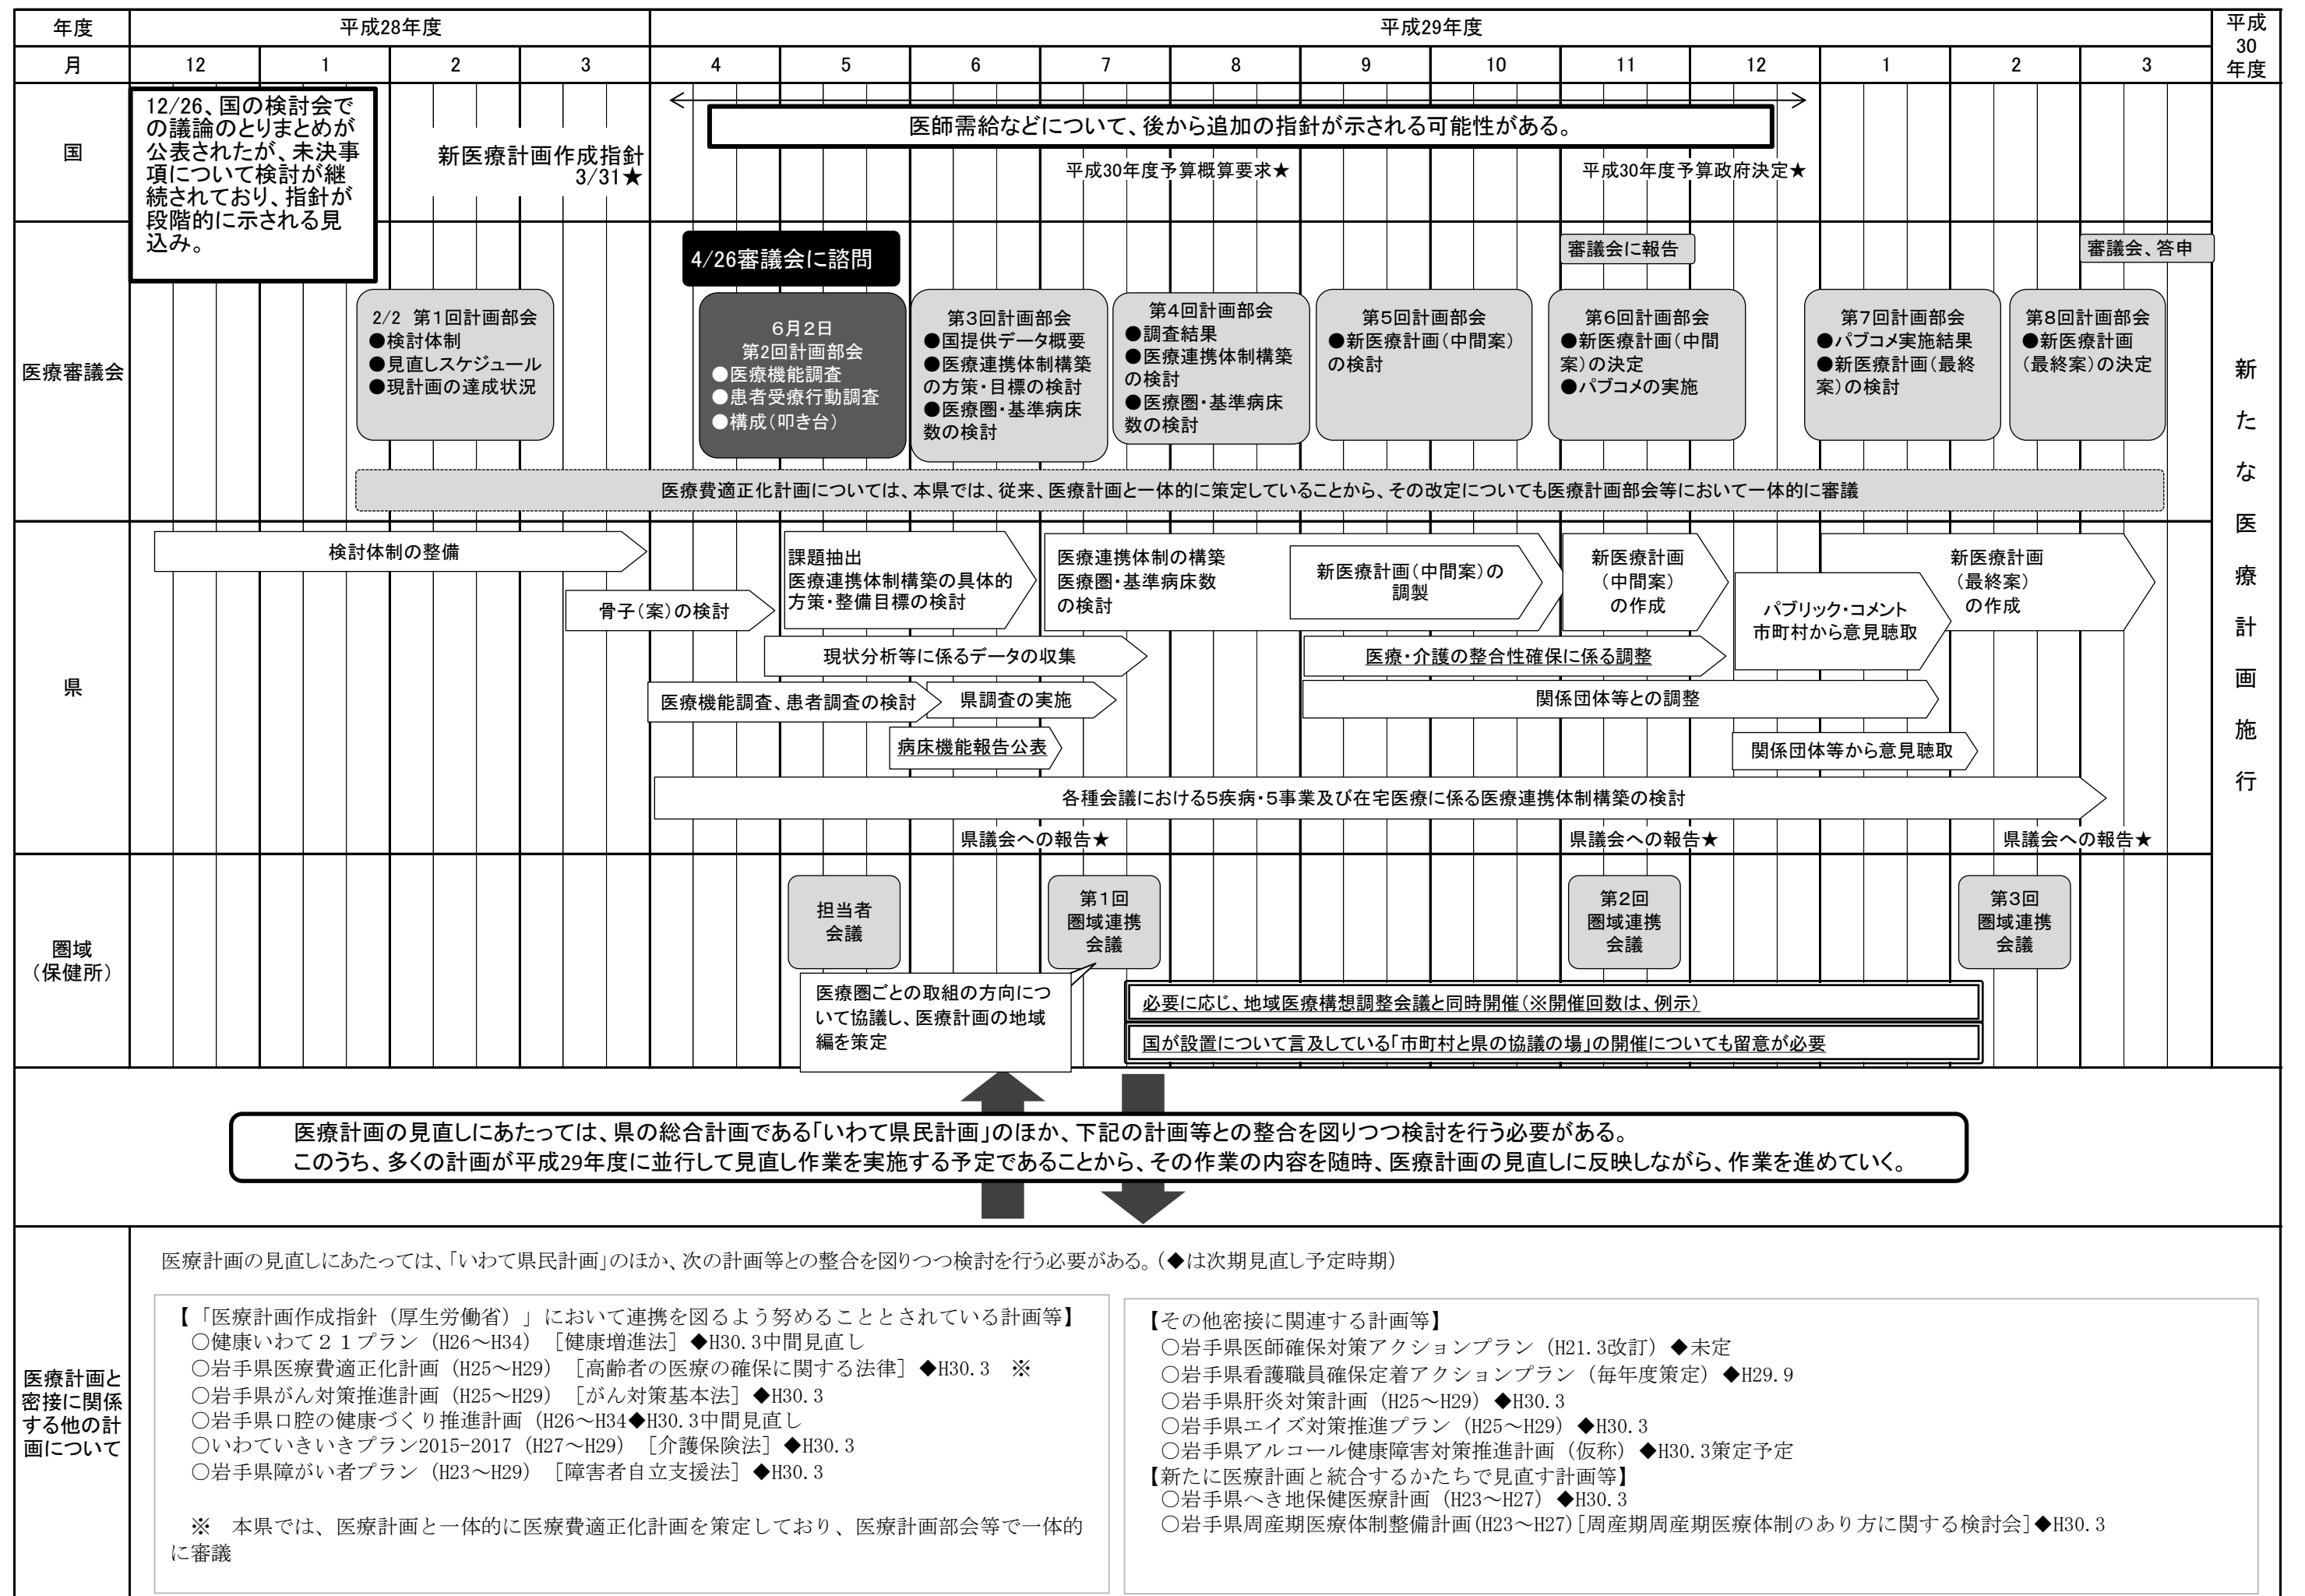 年度
平成28年度
平成29年度
平成
30
年度
月
12
1
2
3
4
5
6
7
8
9
10
11
12
1
2
3
国
12/26、国の検討会で
の議論のとりまとめが
公表されたが、未決事
項について検討が継
続されており、指針が
段階的に示される見
込み。
新医療計画作成指針
3/31★
医師需給などについて、後から追加の指針が示される可能性がある。
平成30年度予算概算要求★
平成30年度予算政府決定★
医療審議会
4/26審議会に諮問
審議会に報告
審議会、答申
2/2 第1回計画部会
●検討体制
●見直しスケジュール
●現計画の達成状況
6月2日
第2回計画部会
●医療機能調査
●患者受療行動調査
●構成（叩き台）
第3回計画部会
●国提供データ概要
●医療連携体制構築
の方策・目標の検討
●医療圏・基準病床
数の検討
第4回計画部会
●調査結果
●医療連携体制構築
の検討
●医療圏・基準病床
数の検討
第5回計画部会
●新医療計画（中間案）
の検討
第6回計画部会
●新医療計画（中間
案）の決定
●パブコメの実施
第7回計画部会
●パブコメ実施結果
●新医療計画（最終
案）の検討
第8回計画部会
●新医療計画
（最終案）の決定
医療費適正化計画については、本県では、従来、医療計画と一体的に策定していることから、その改定についても医療計画部会等において一体的に審議
新たな医療計画施行
県
検討体制の整備
骨子（案）の検討
課題抽出
医療連携体制構築の具体的
方策・整備目標の検討
医療連携体制の構築
医療圏・基準病床数
の検討
新医療計画（中間案）の
調製
新医療計画
（中間案）
の作成
パブリック・コメント
市町村から意見聴取
新医療計画
（最終案）
の作成
現状分析等に係るデータの収集
医療・介護の整合性確保に係る調整
医療機能調査、患者調査の検討
県調査の実施
関係団体等との調整
病床機能報告公表
関係団体等から意見聴取
各種会議における5疾病・5事業及び在宅医療に係る医療連携体制構築の検討
県議会への報告★
県議会への報告★
県議会への報告★
圏域
（保健所）
担当者
会議
第1回
圏域連携
会議
第2回
圏域連携
会議
第3回
圏域連携
会議
医療圏ごとの取組の方向につ
いて協議し、医療計画の地域
編を策定
必要に応じ、地域医療構想調整会議と同時開催（※開催回数は、例示）
国が設置について言及している「市町村と県の協議の場」の開催についても留意が必要
医療計画の見直しにあたっては、県の総合計画である「いわて県民計画」のほか、下記の計画等との整合を図りつつ検討を行う必要がある。
このうち、多くの計画が平成29年度に並行して見直し作業を実施する予定であることから、その作業の内容を随時、医療計画の見直しに反映しながら、作業を進めていく。
医療計画と
密接に関係
する他の計
画について
医療計画の見直しにあたっては、「いわて県民計画」のほか、次の計画等との整合を図りつつ検討を行う必要がある。（◆は次期見直し予定時期）
【「医療計画作成指針（厚生労働省）」において連携を図るよう努めることとされている計画等】
○健康いわて２１プラン（H26～H34）［健康増進法］◆H30.3中間見直し
○岩手県医療費適正化計画（H25～H29）［高齢者の医療の確保に関する法律］◆H30.3 ※
○岩手県がん対策推進計画（H25～H29）［がん対策基本法］◆H30.3
○岩手県口腔の健康づくり推進計画（H26～H34◆H30.3中間見直し
○いわていきいきプラン2015-2017（H27～H29）［介護保険法］◆H30.3
○岩手県障がい者プラン（H23～H29）［障害者自立支援法］◆H30.3
※ 本県では、医療計画と一体的に医療費適正化計画を策定しており、医療計画部会等で一体的
に審議
【その他密接に関連する計画等】
○岩手県医師確保対策アクションプラン（H21.3改訂）◆未定
○岩手県看護職員確保定着アクションプラン（毎年度策定）◆H29.9
○岩手県肝炎対策計画（H25～H29）◆H30.3
○岩手県エイズ対策推進プラン（H25～H29）◆H30.3
○岩手県アルコール健康障害対策推進計画（仮称）◆H30.3策定予定
【新たに医療計画と統合するかたちで見直す計画等】
○岩手県へき地保健医療計画（H23～H27）◆H30.3
○岩手県周産期医療体制整備計画(H23～H27)[周産期周産期医療体制のあり方に関する検討会]◆H30.3